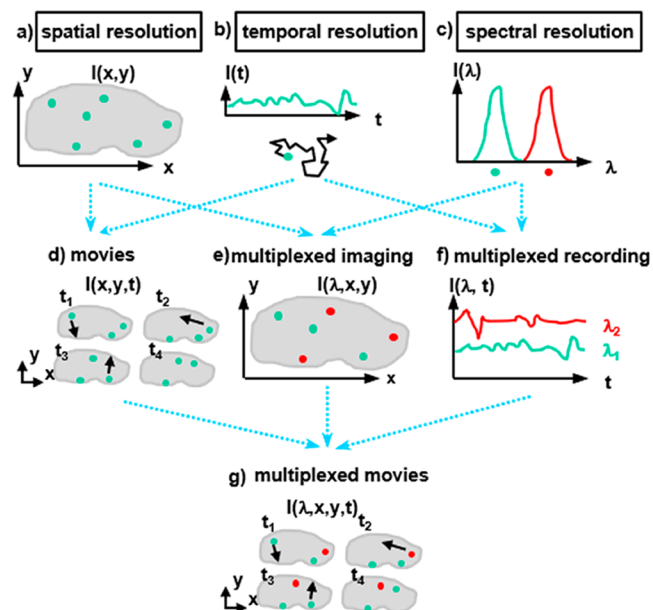 a) spatial resolution
b) temporal resolution
c) spectral resolution
y
I(x,y)
x
I(t)
t
I(λ)
λ
d) movies
e)multiplexed imaging
f) multiplexed recording
I(x,y,t)
t1
t2
t3
t4
y
x
y
I(λ,x,y)
x
I(λ, t)
λ2
λ1
t
g) multiplexed movies
I(λ,x,y,t)
t1
t2
t3
t4
y
x